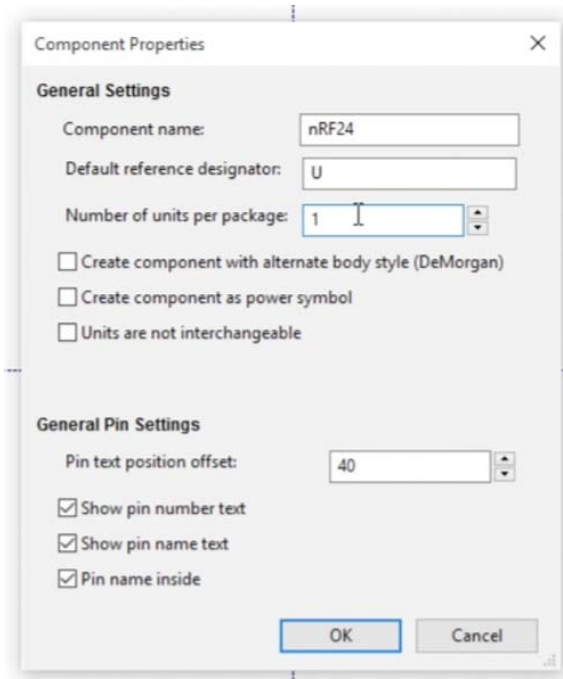 Component Properties
General Settings
Component name: nRF24
Default reference designator: U
Number of units per package: 1
Create component with alternate body style (DeMorgan)
Create component as power symbol
Units are not interchangeable
General Pin Settings
Pin text position offset: 40
Show pin number text
Show pin name text
Pin name inside
OK Cancel